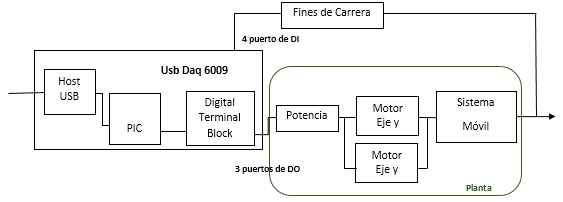 Fines de Carrera
4 puerto de DI
Usb Daq 6009
Host
USB
PIC
Digital
Terminal
Block
Potencia
Motor
Eje y
Motor
Eje y
Sistema
Móvil
3 puertos de DO
Planta